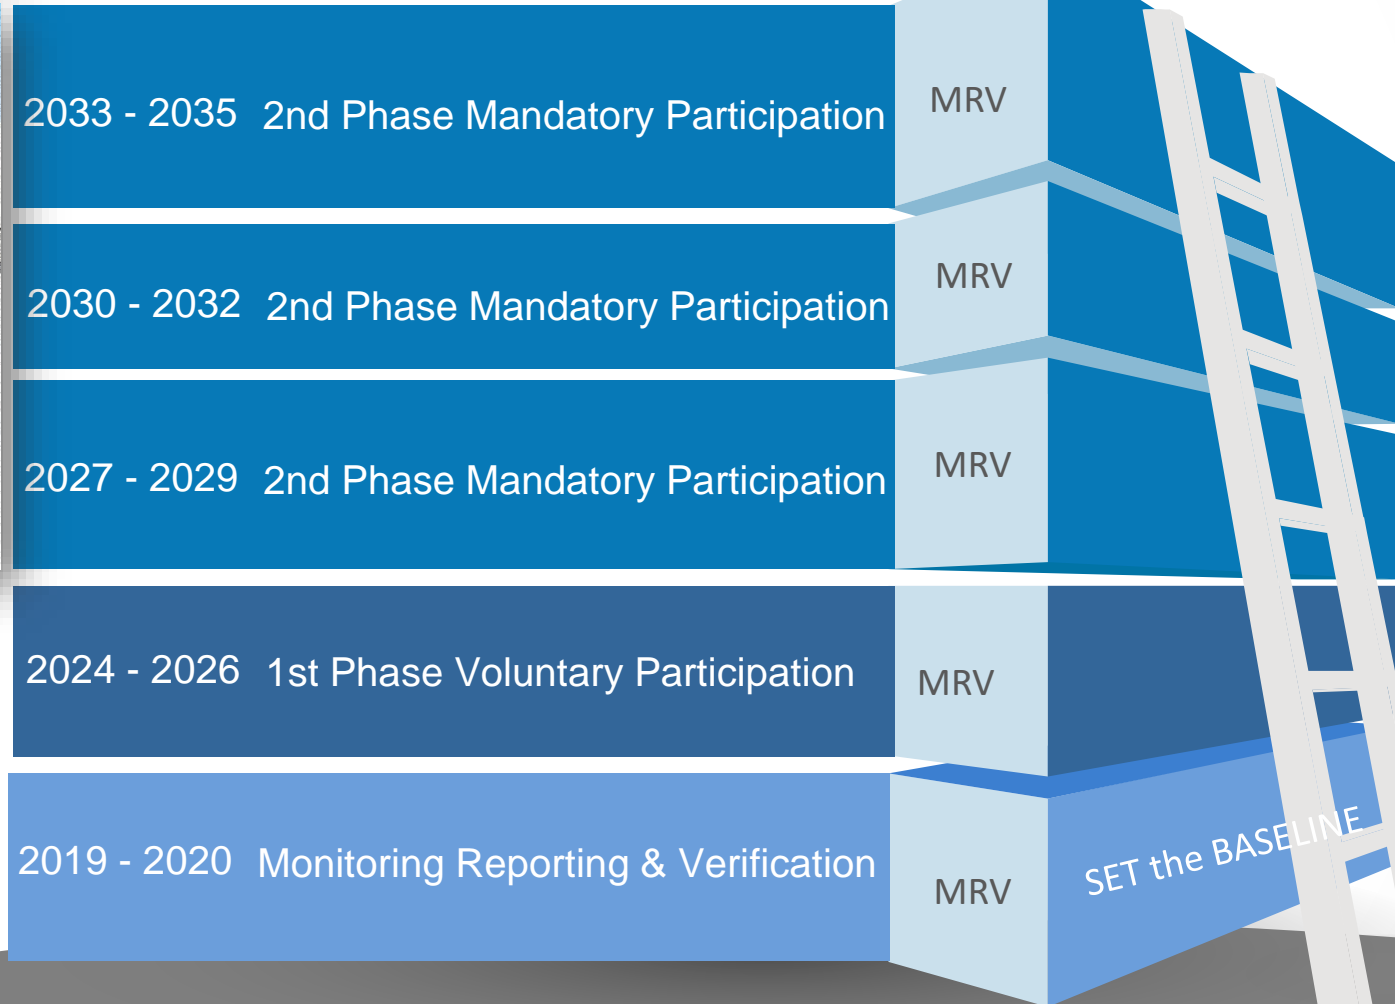 2033 - 2035 2nd Phase Mandatory Participation MRV
2030 - 2032 2nd Phase Mandatory Participation MRV
2027 - 2029 2nd Phase Mandatory Participation MRV
2024 - 2026 1st Phase Voluntary Participation MRV
2019 - 2020 Monitoring Reporting & Verification MRV SET the BASELINE